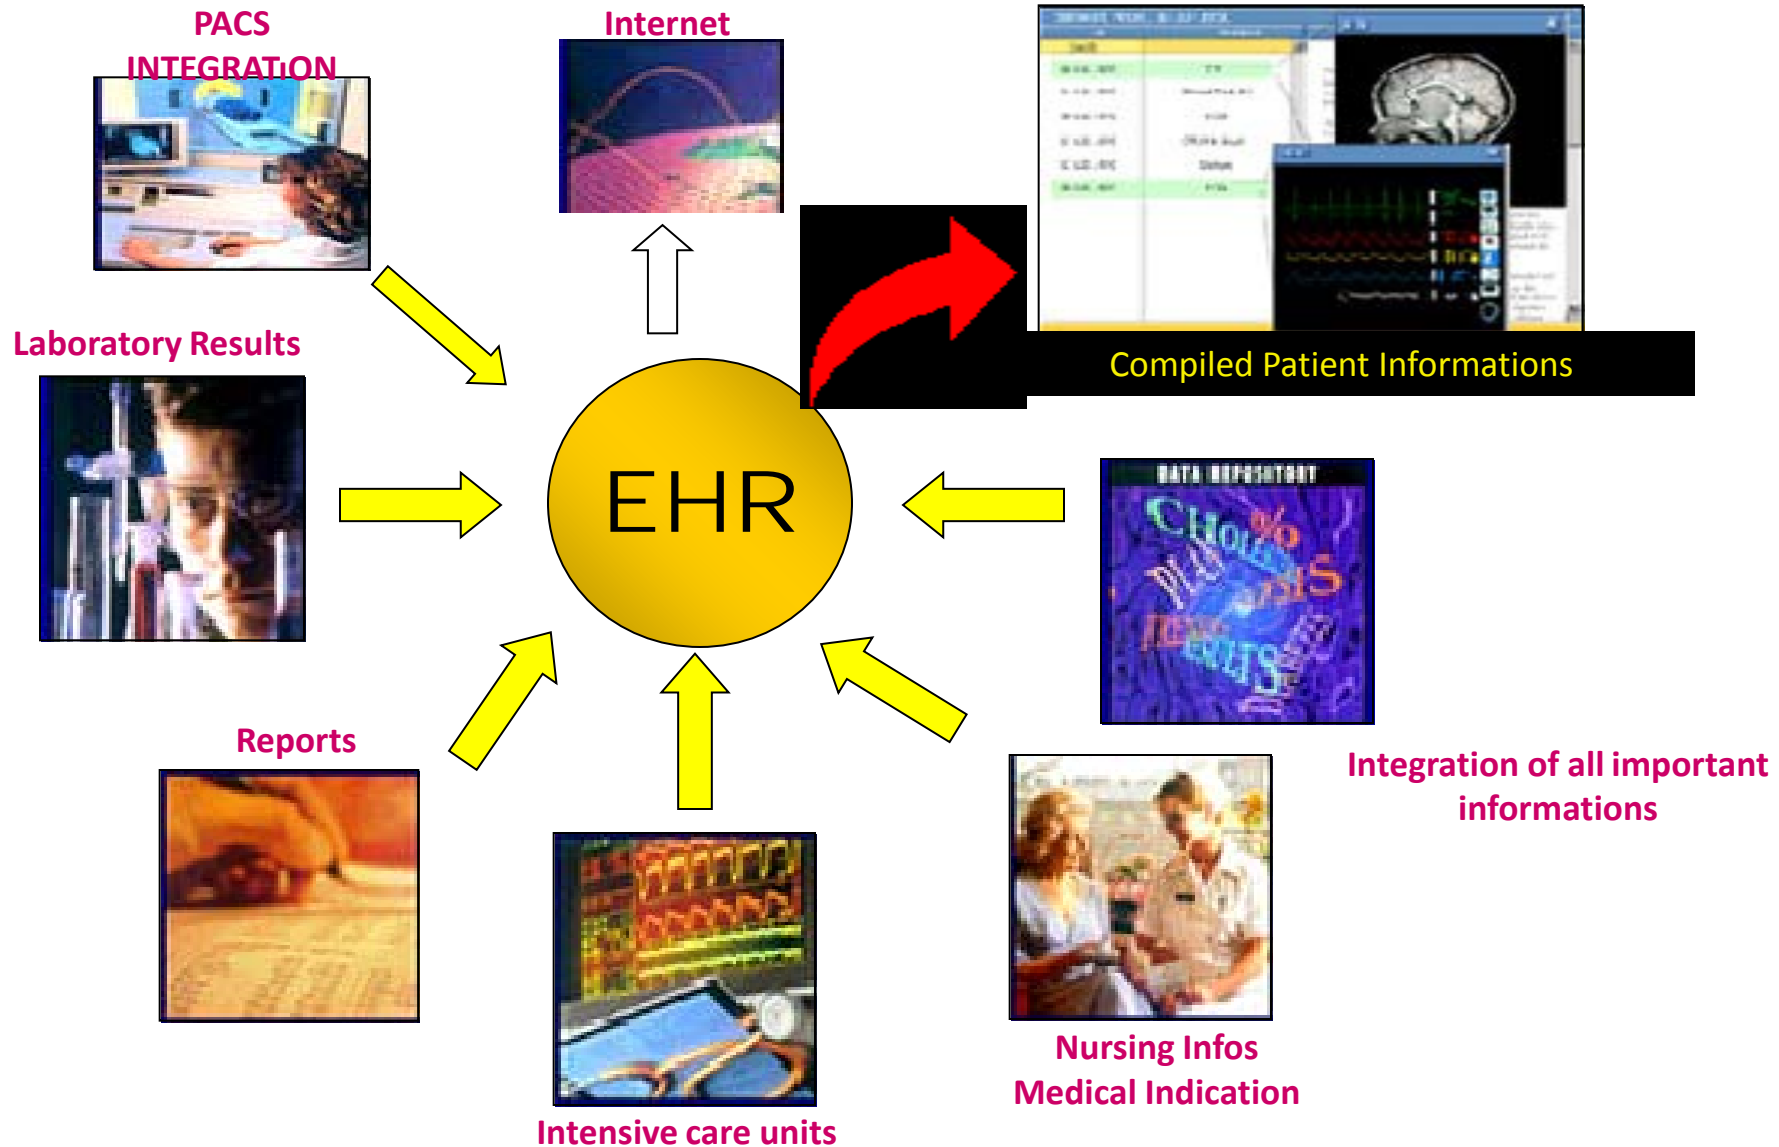 PACS
INTEGRATION
Internet
Compiled Patient Informations
Laboratory Results
EHR
DATA REPOSITORY
Reports
Integration of all important
informations
Nursing Infos
Medical Indication
Intensive care units